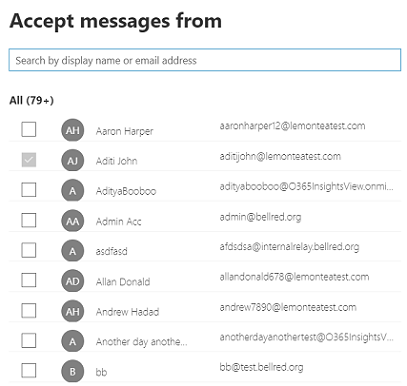 Accept messages from
Search by display name or email address
All (79+)
AH Aaron Harper aaronharper12@lemonteatest.com
AJ Aditi John aditijohn@lemonteatest.com
A AdityaBooboo adityabooboo@O365InsightsView.onmi...
AA Admin Acc admin@bellred.org
A asdfasd afdsdsa@internalrelay.bellred.org
AD Allan Donald allandonald678@lemonteatest.com
AH Andrew Hadad andrew7890@lemonteatest.com
A Another day anothe... anotherdayanothertest@O365InsightsV...
B bb bb@test.bellred.org